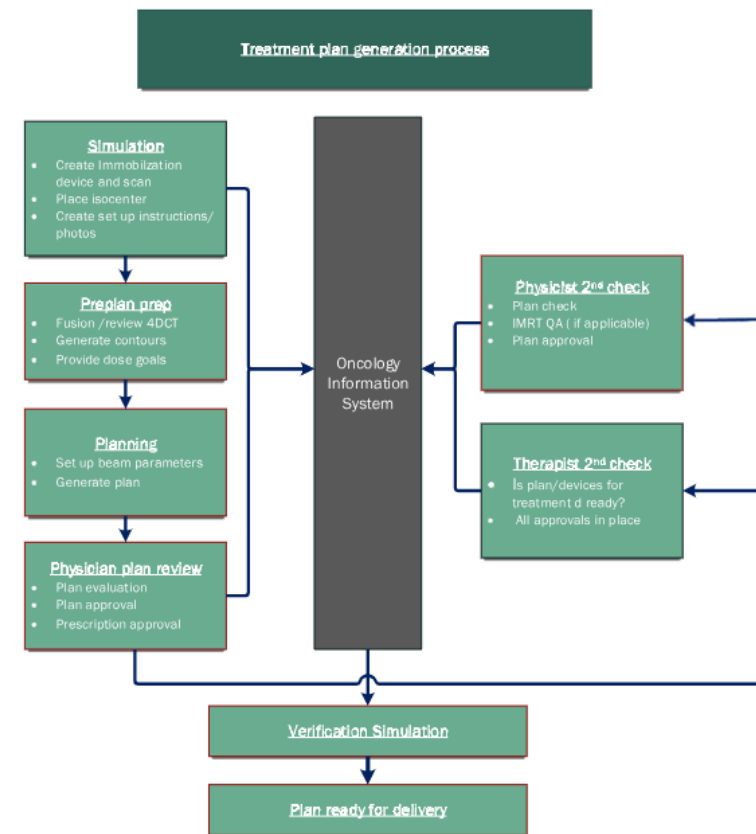 Treatment plan generation process
Simulation
• Create Immobilzation
device and scan
• Place isocenter
• Create set up instructions/
photos
Preplan prep
• Fusion /review 4DCT
• Generate contours
• Provide dose goals
Planning
• Set up beam parameters
• Generate plan
Physician plan review
• Plan evaluation
• Plan approval
• Prescription approval
Oncology
Information
System
Physicist 2nd check
• Plan check
• IMRT QA ( if applicable)
• Plan approval
Therapist 2nd check
• Is plan/devices for
treatment d ready?
• All approvals in place
Verification Simulation
Plan ready for delivery